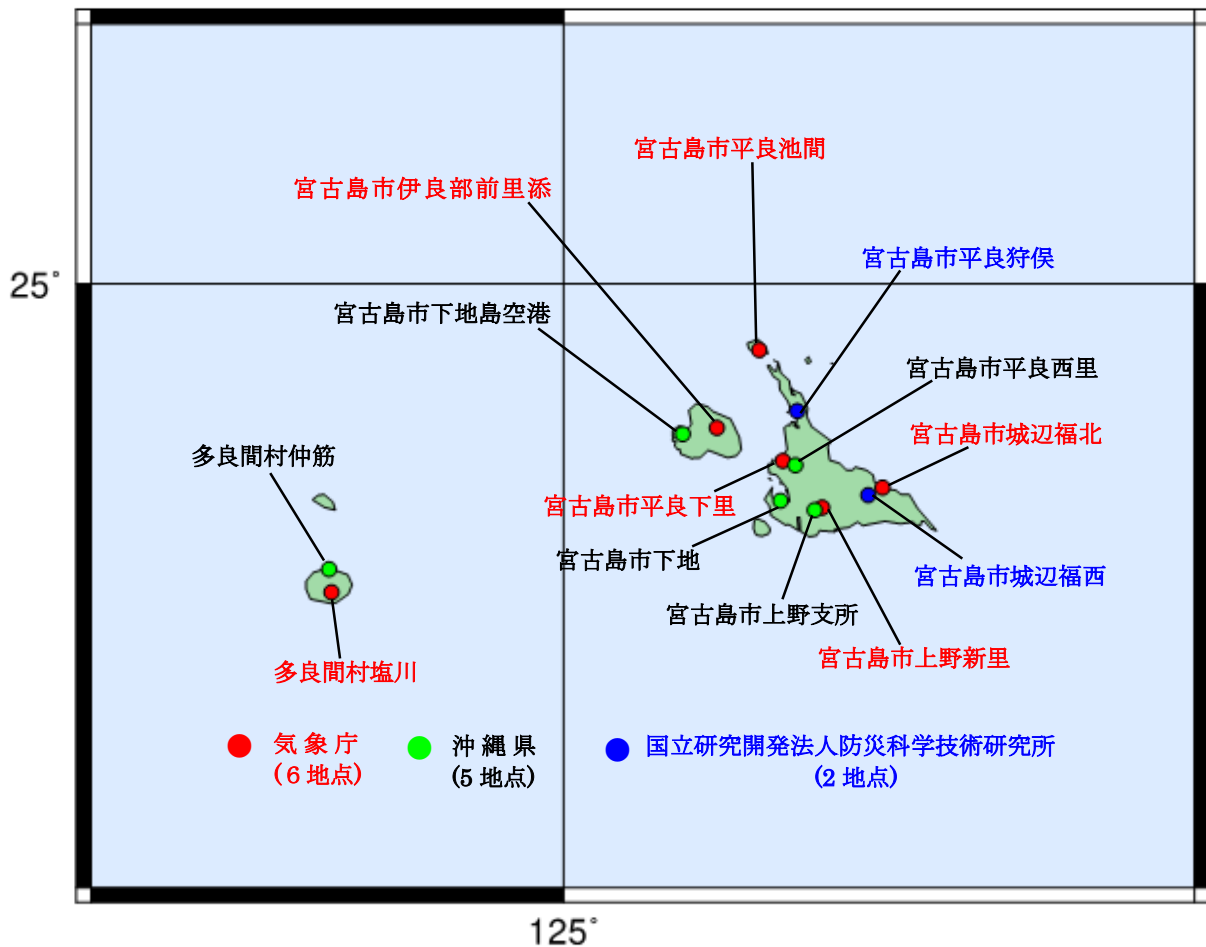 宮古島市平良池間
宮古島市伊良部前里添
宮古島市平良狩俣
25°
宮古島市下地島空港
宮古島市平良西里
宮古島市城辺福北
多良間村仲筋
宮古島市平良下里
宮古島市下地
宮古島市城辺福西
宮古島市上野支所
宮古島市上野新里
多良間村塩川
気象庁
(6地点)
沖縄県
(5地点)
国立研究開発法人防災科学技術研究所
(2地点)
125°